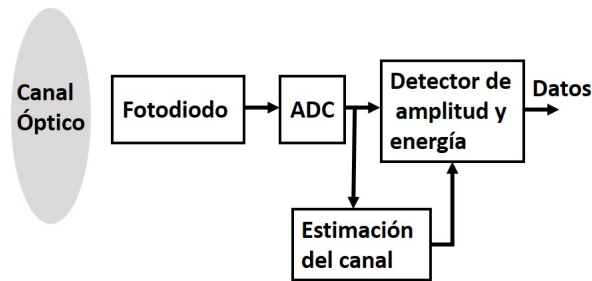 Canal
Óptico
Fotodiodo
ADC
Detector de
amplitud y
energía
Datos
Estimación
del canal